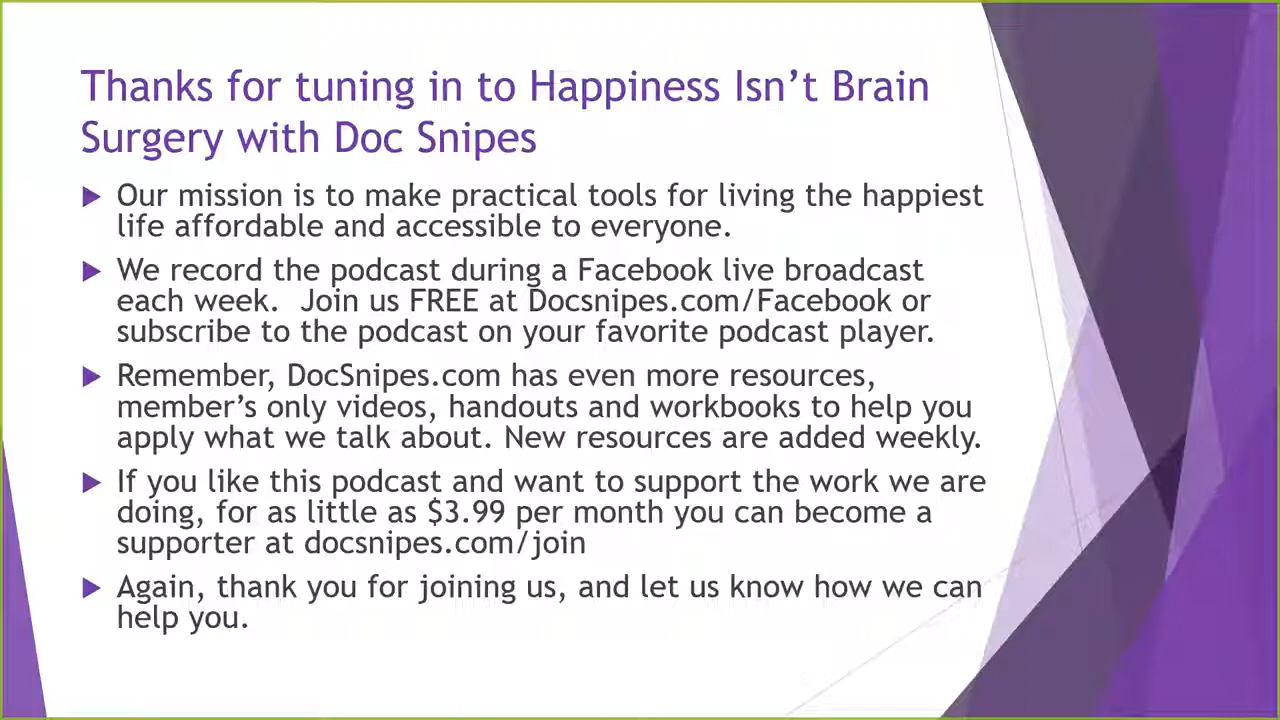 Thanks for tuning in to Happiness Isn’t Brain
Surgery with Doc Snipes
Our mission is to make practical tools for living the happiest
life affordable and accessible to everyone.
We record the podcast during a Facebook live broadcast
each week.  Join us FREE at Docsnipes.com/Facebook or
subscribe to the podcast on your favorite podcast player.
Remember, DocSnipes.com has even more resources,
member’s only videos, handouts and workbooks to help you
apply what we talk about. New resources are added weekly.
If you like this podcast and want to support the work we are
doing, for as little as $3.99 per month you can become a
supporter at docsnipes.com/join
Again, thank you for joining us, and let us know how we can
help you.